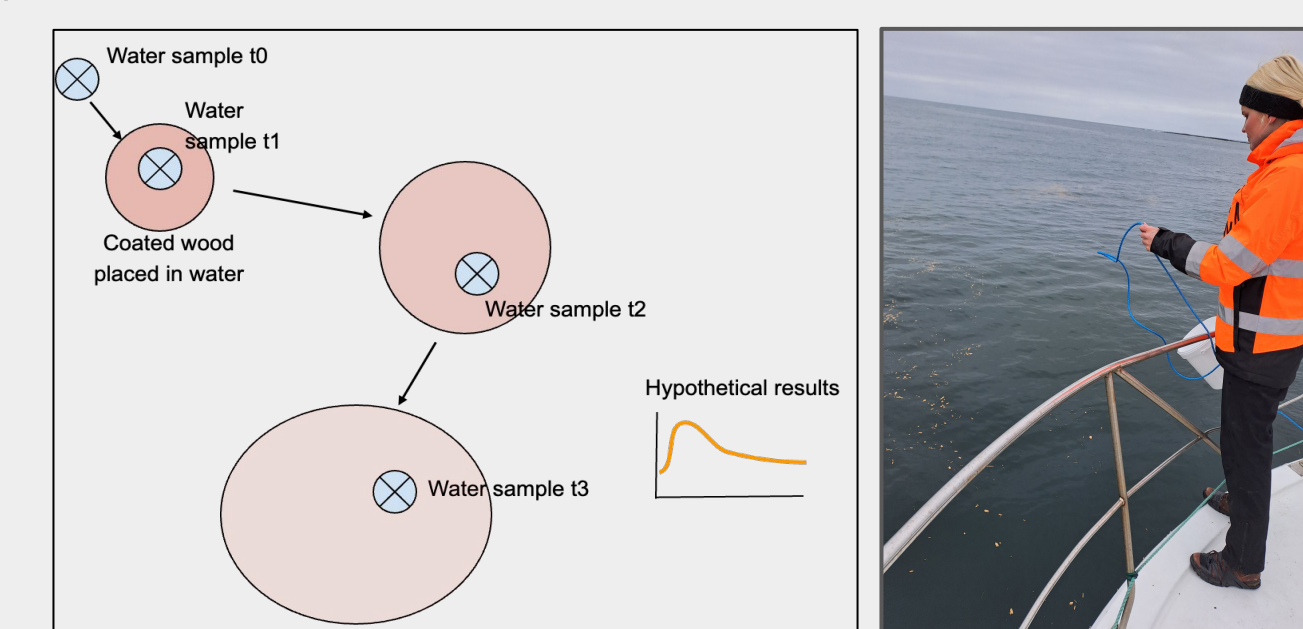 Water sample t0
Water
sample t1
Coated wood
placed in water
Water sample t2
Hypothetical results
Water sample t3